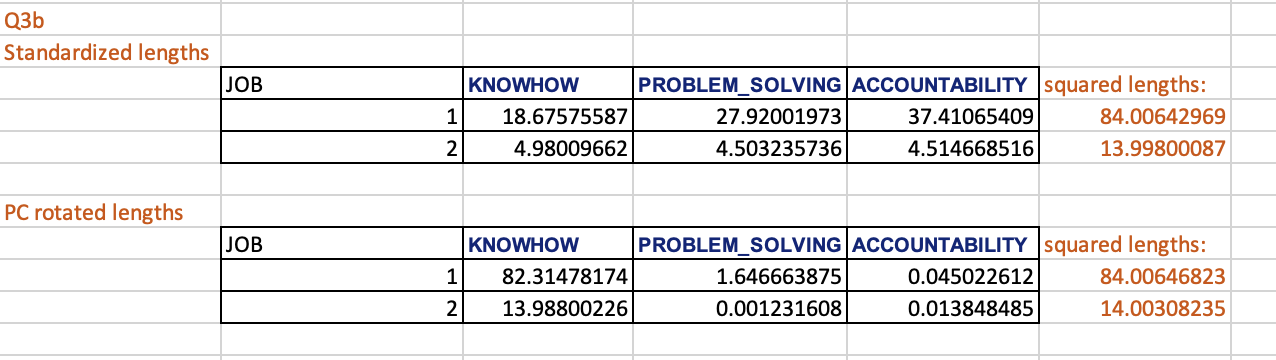 Q3b
Standardized lengths
JOB KNOWHOW PROBLEM_SOLVING ACCOUNTABILITY squared lengths:
1 18.67575587 27.92001973 37.41065409 84.00642969
2 4.98009662 4.503235736 4.514668516 13.99800087
PC rotated lengths
JOB KNOWHOW PROBLEM_SOLVING ACCOUNTABILITY squared lengths:
1 82.31478174 1.646663875 0.045022612 84.00646823
2 13.98800226 0.001231608 0.013848485 14.00308235